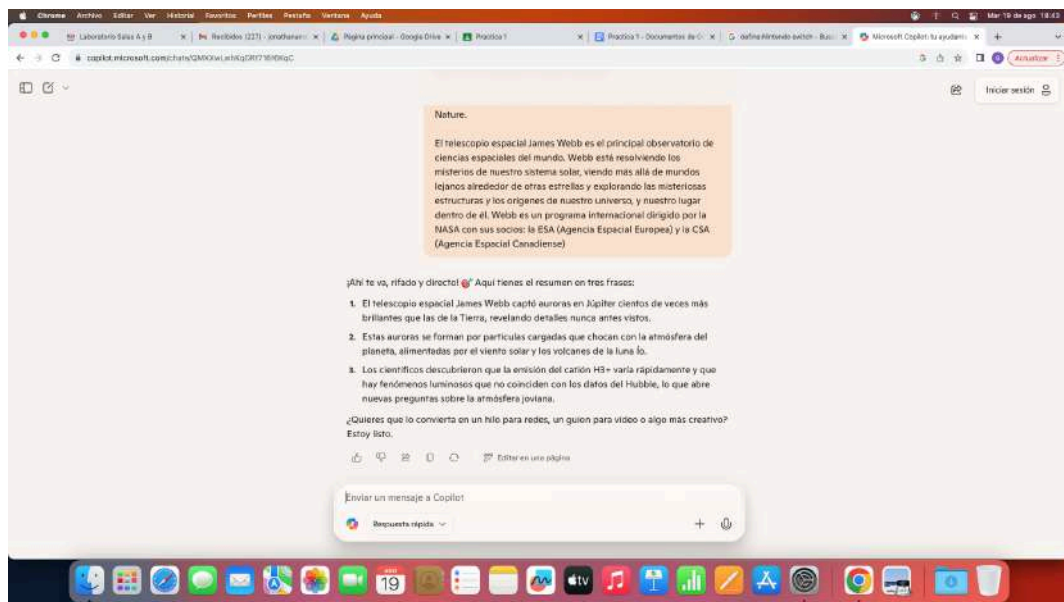 Chrome Archivo Editar Ver Historial Favoritos Perfiles Pestaña Ventana Ayuda
Mar 19 de ago 18:43
Laboratorio Salas A y B
Recibidos (227) -
Página principal - Google Drive
Practica 1
Practica 1 - Documentos de
Microsoft Copilot: tu ayudante
copilot.microsoft.com/chats/
Actualizar
Iniciar sesión
Nature.
El telescopio espacial James Webb es el principal observatorio de
ciencias espaciales del mundo. Webb está resolviendo los
misterios de nuestro sistema solar, viendo más allá de mundos
lejanos alrededor de otras estrellas y explorando las misteriosas
estructuras y los orígenes de nuestro universo, y nuestro lugar
dentro de él. Webb es un programa internacional dirigido por la
NASA con sus socios: la ESA (Agencia Espacial Europea) y la CSA
(Agencia Espacial Canadiense)
¡Ahí te va, rifado y directo! 🎯 Aquí tienes el resumen en tres frases:
1. El telescopio espacial James Webb captó auroras en Júpiter cientos de veces más
brillantes que las de la Tierra, revelando detalles nunca antes vistos.
2. Estas auroras se forman por partículas cargadas que chocan con la atmósfera del
planeta, alimentadas por el viento solar y los volcanes de la luna Ío.
3. Los científicos descubrieron que la emisión del catión H3+ varía rápidamente y que
hay fenómenos luminosos que no coinciden con los datos del Hubble, lo que abre
nuevas preguntas sobre la atmósfera joviana.
¿Quieres que lo convierta en un hilo para redes, un guion para video o algo más creativo?
Estoy listo.
Editar en una página
Enviar un mensaje a Copilot
Respuesta rápida
19
tv